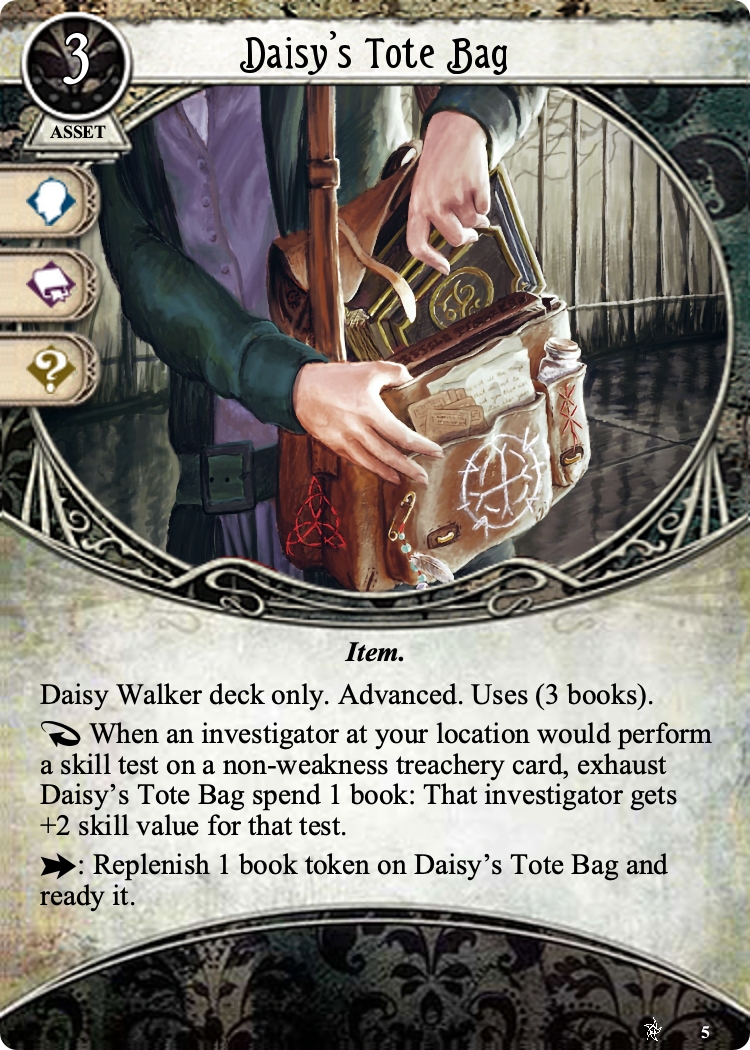 3
Daisy's Tote Bag
ASSET
?
Item.
Daisy Walker deck only. Advanced. Uses (3 books).
When an investigator at your location would perform
a skill test on a non-weakness treachery card, exhaust
Daisy's Tote Bag spend 1 book: That investigator gets
+2 skill value for that test.
: Replenish 1 book token on Daisy's Tote Bag and
ready it.
5